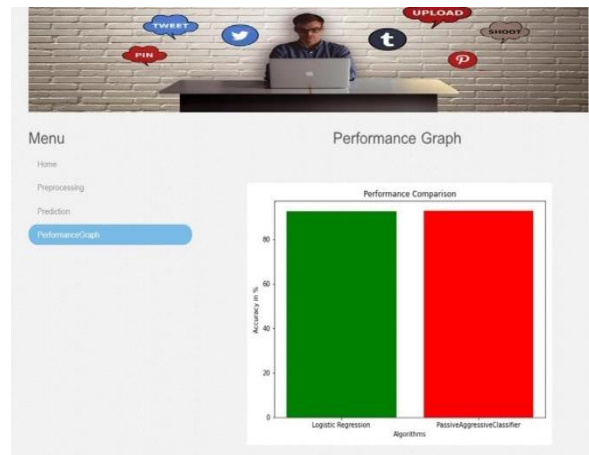 TWEET
UPLOAD
SHOOT
PIN
Menu
Home
Preprocessing
Prediction
PerformanceGraph
Performance Graph
Performance Comparison
Accuracy in %
80
60
40
20
0
Logistic Regression
PassiveAggressiveClassifier
Algorithms